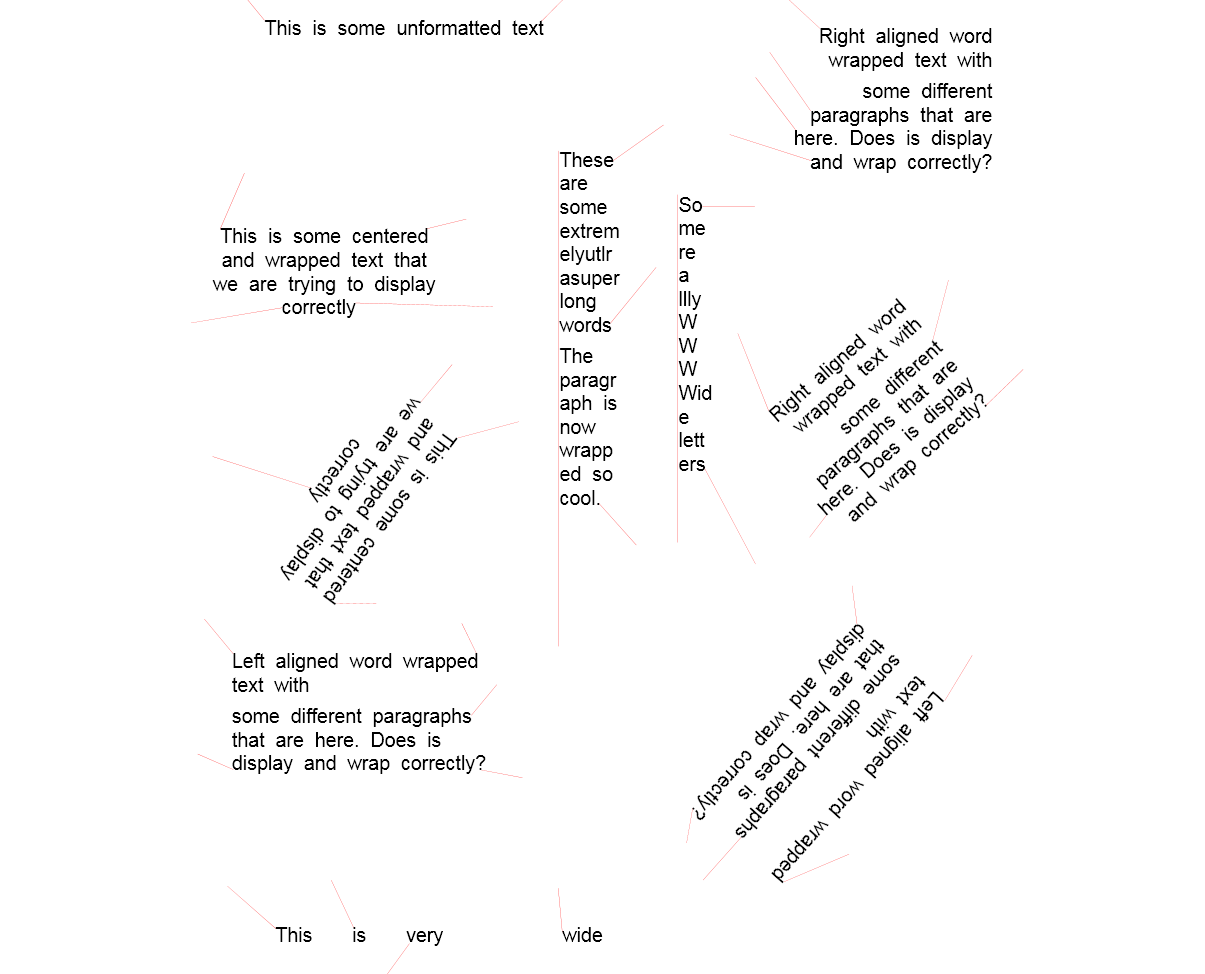 This is some unformatted text
Right aligned word
wrapped text with
some different
paragraphs that are
here. Does is display
and wrap correctly?
This is some centered
and wrapped text that
we are trying to display
correctly
These
are
some
extrem
elyutlr
asuper
long
words
The
paragr
aph is
now
wrapp
ed so
cool.
So
me
re
a
llly
W
W
W
Wid
e
lett
ers
Right aligned word
wrapped text with
some different
paragraphs that are
here. Does is display
and wrap correctly?
This is some centered
and wrapped text that
we are trying to display
correctly
Left aligned word wrapped
text with
some different paragraphs
that are here. Does is
display and wrap correctly?
Left aligned word wrapped
text with
some different paragraphs
that are here. Does is
display and wrap correctly?
This is very wide